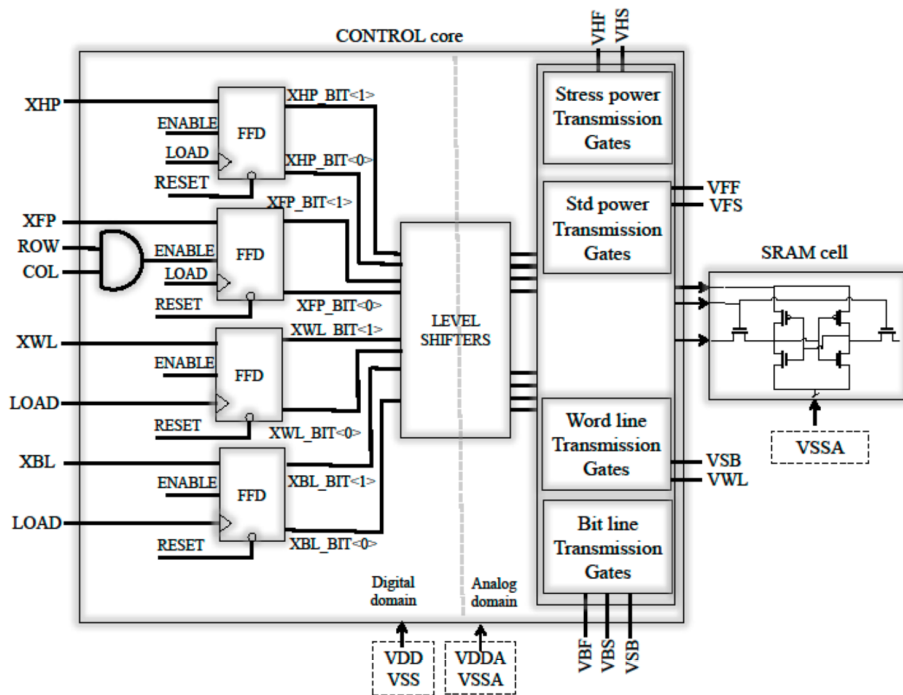 CONTROL core
VHF
VHS
XHP
ENABLE
LOAD
RESET
FFD
XHP_BIT<1>
XHP_BIT<0>
Stress power
Transmission
Gates
XFP
ROW
COL
ENABLE
LOAD
RESET
FFD
XFP_BIT<1>
XFP_BIT<0>
Std power
Transmission
Gates
VFF
VFS
SRAM cell
VSSA
LEVEL
SHIFTERS
XWL
ENABLE
LOAD
RESET
FFD
XWL_BIT<1>
XWL_BIT<0>
Word line
Transmission
Gates
VSB
VWL
XBL
ENABLE
LOAD
RESET
FFD
XBL_BIT<1>
XBL_BIT<0>
Bit line
Transmission
Gates
VBF
VBS
VSB
Digital
domain
Analog
domain
VDD
VSS
VDDA
VSSA